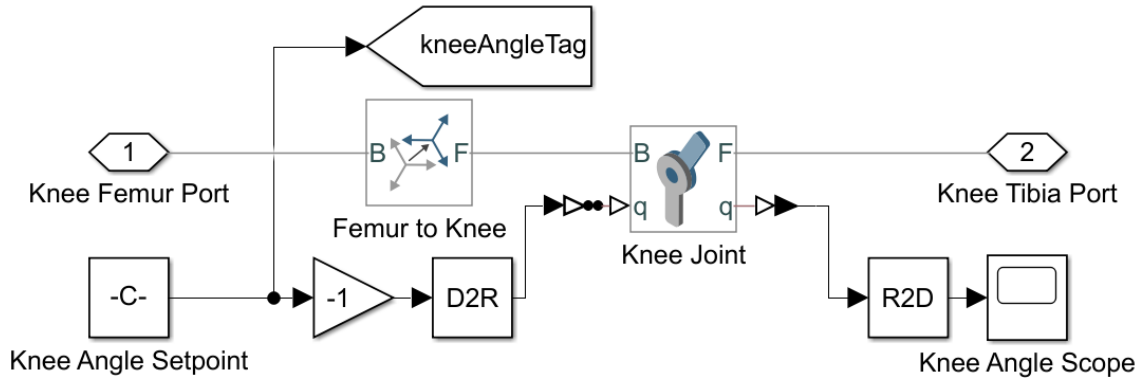 kneeAngleTag
1
B
F
B
F
2
Knee Femur Port
Knee Tibia Port
Femur to Knee
q
q
Knee Joint
-C-
-1
D2R
R2D
Knee Angle Setpoint
Knee Angle Scope